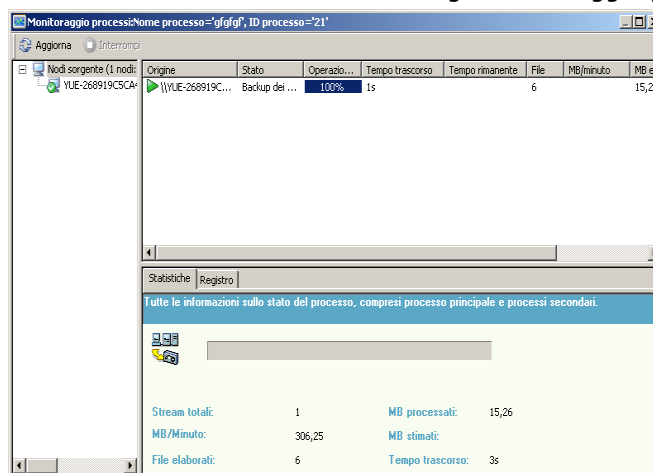 Monitoraggio processi:Nome processo='gfgfgf', ID processo='21'
Aggiorna Interrompi
Nodi sorgente (1 nodi:
YUE-268919C5CA
Origine Stato Operazio... Tempo trascorso Tempo rimanente File MB/minuto MB e
\\YUE-268919C... Backup dei ... 100% 1s 6 15,2
Statistiche Registro
Tutte le informazioni sullo stato del processo, compresi processo principale e processi secondari.
Stream totali: 1 MB processati: 15,26
MB/Minuto: 306,25 MB stimati:
File elaborati: 6 Tempo trascorso: 3s